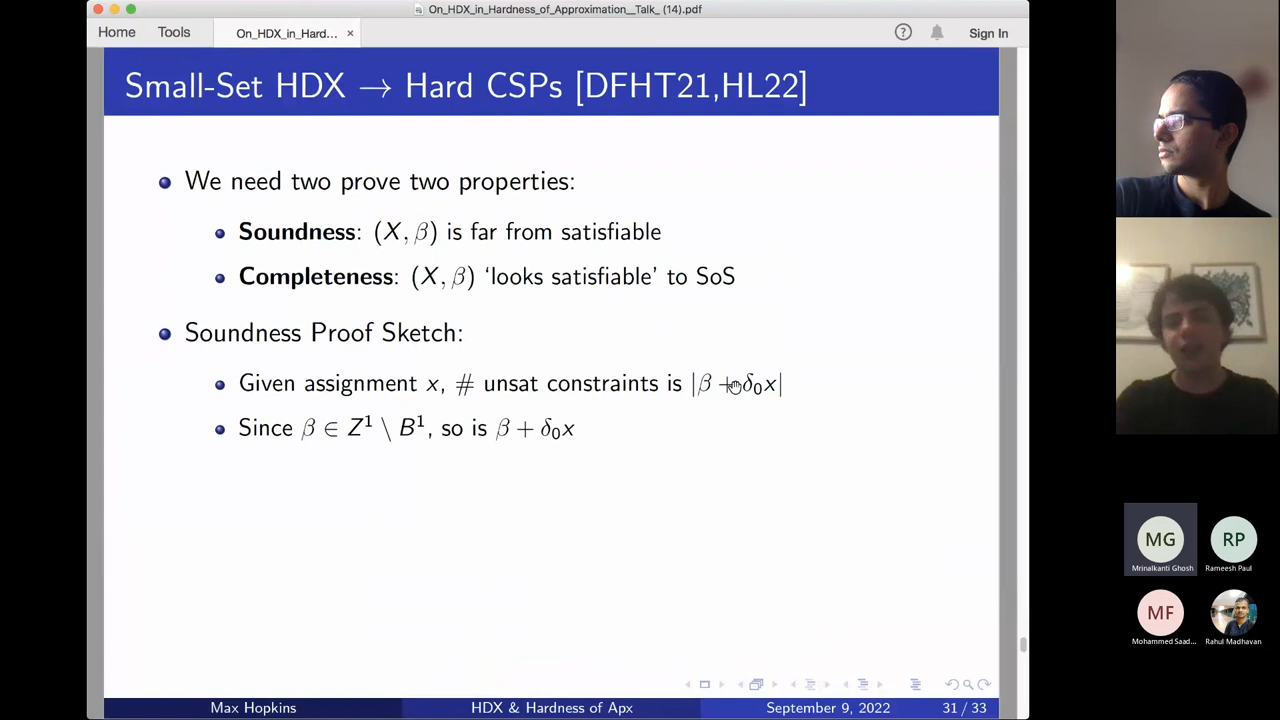 On_HDX_in_Hardness_of_Approximation__Talk_ (14).pdf
Home Tools On_HDX_in_Hard... × Sign In
Small-Set HDX → Hard CSPs [DFHT21,HL22]
We need two prove two properties:
Soundness: (X, β) is far from satisfiable
Completeness: (X, β) ‘looks satisfiable’ to SoS
Soundness Proof Sketch:
Given assignment x, # unsat constraints is |β + δ₀x|
Since β ∈ Z¹ \ B¹, so is β + δ₀x
Max Hopkins HDX & Hardness of Apx September 9, 2022 31 / 33
MG RP
Mrinalkanti Ghosh Rameesh Paul
MF
Mohammed Saad... Rahul Madhavan